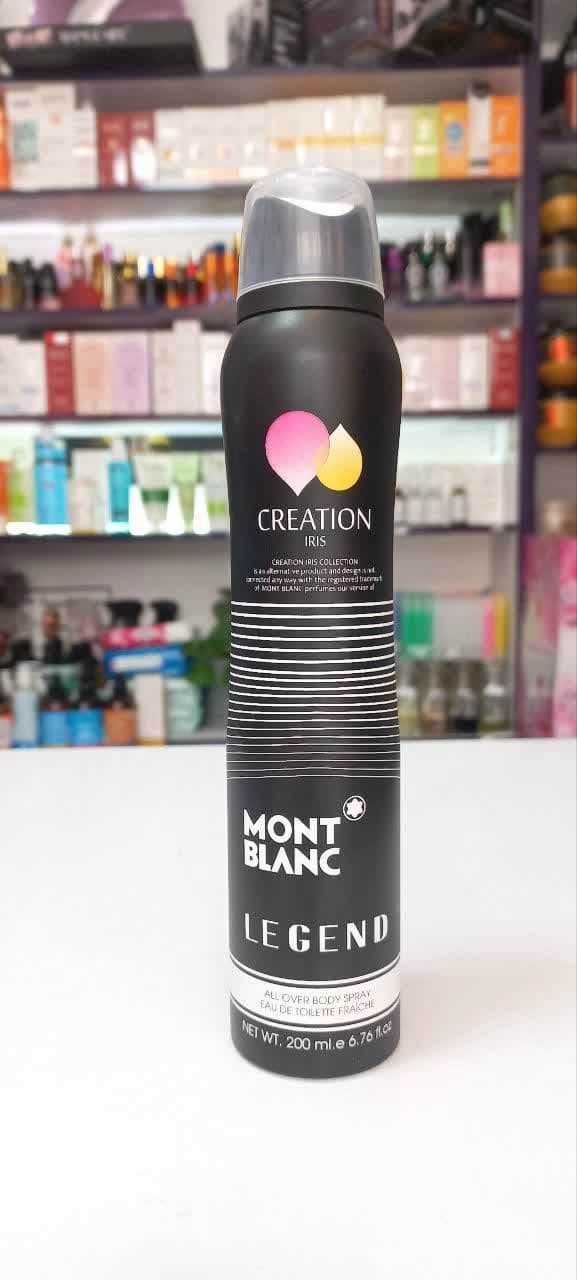 CREATION
IRIS
CREATION IRIS COLLECTION
is an alternative product and design is not
connected any way with the registered trademark
of MONT BLANC perfumes our version of
MONT
BLANC
LEGEND
ALL OVER BODY SPRAY
EAU DE TOILETTE FRAÎCHE
NET WT. 200 ml.e 6.76 fl.oz